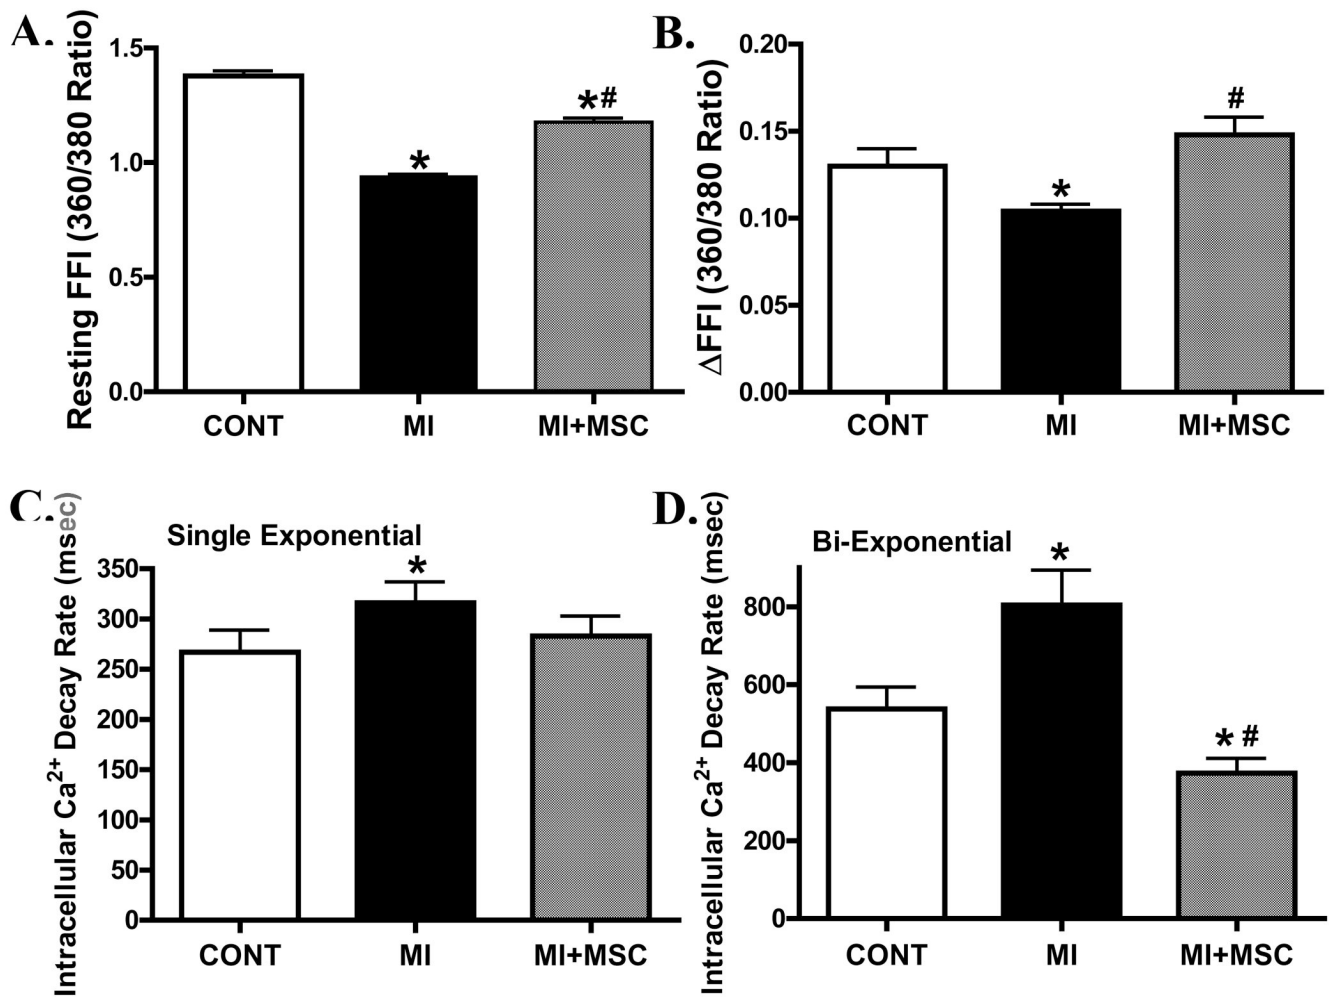 A.
Resting FFI (360/380 Ratio)
1.5
1.0
0.5
0.0
*
*#
CONT MI MI+MSC
B.
ΔFFI (360/380 Ratio)
0.20
0.15
0.10
0.05
0.00
*
#
CONT MI MI+MSC
C.
Intracellular Ca²⁺ Decay Rate (msec)
Single Exponential
350
300
250
200
150
100
50
0
*
CONT MI MI+MSC
D.
Intracellular Ca²⁺ Decay Rate (msec)
Bi-Exponential
800
600
400
200
0
*
* #
CONT MI MI+MSC